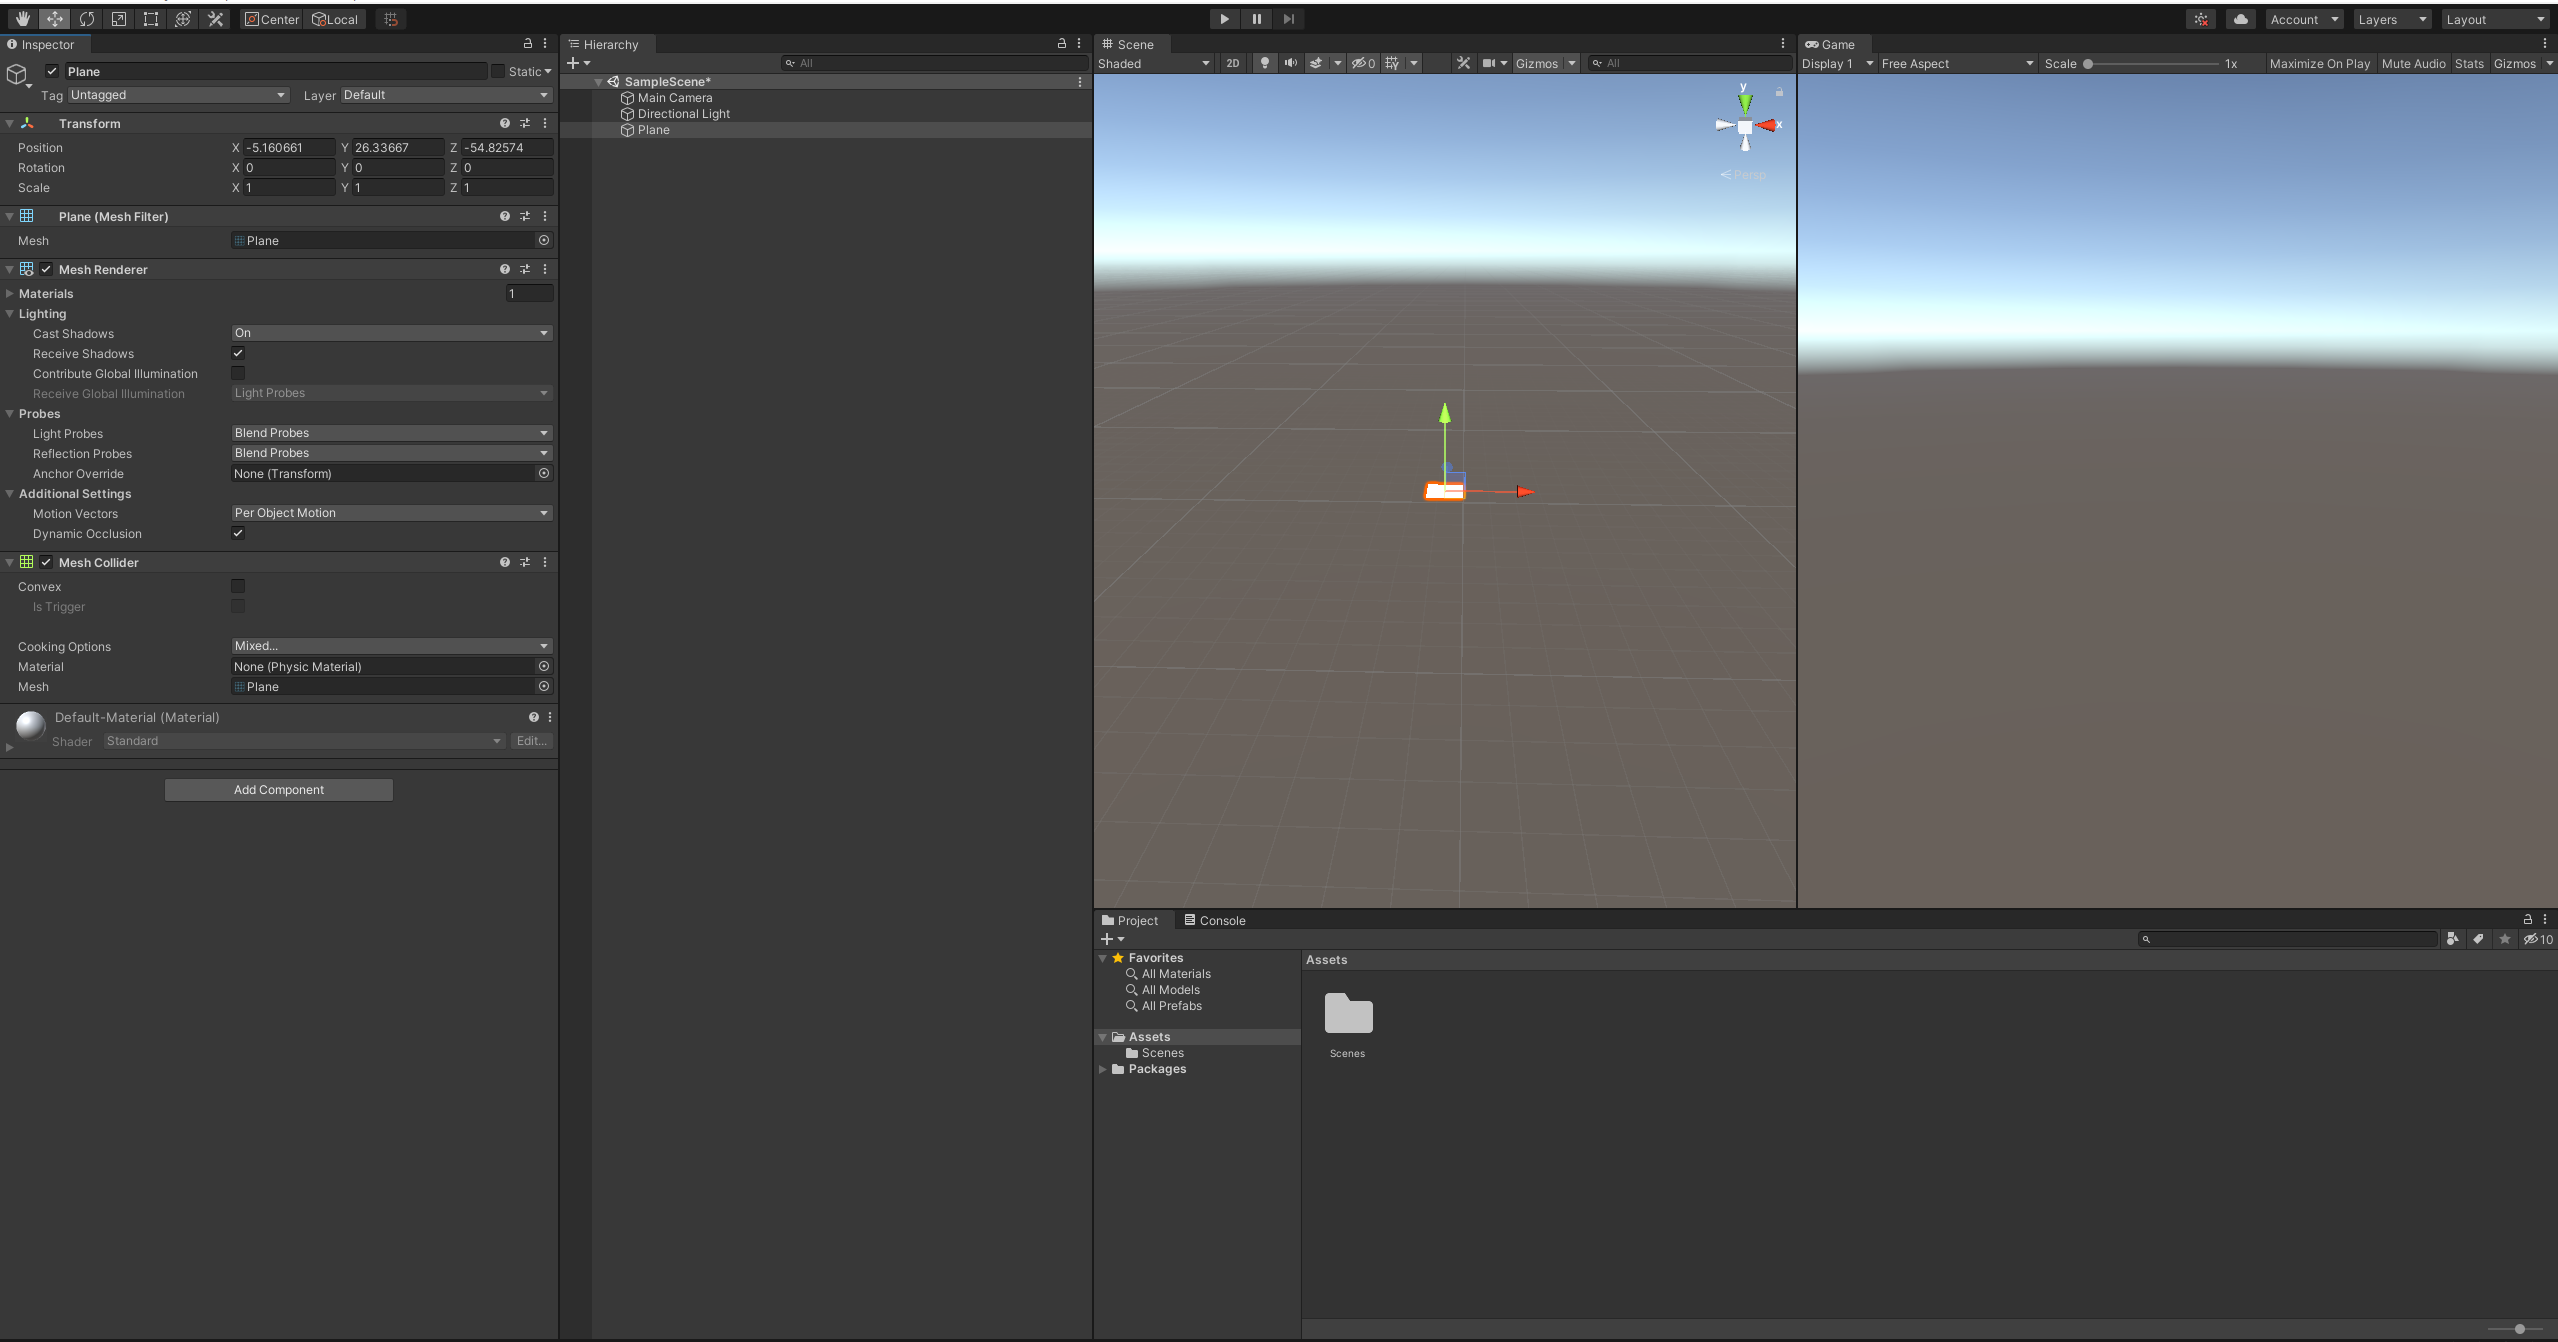 Center Local
Account Layers Layout
Inspector
Plane Static
Tag Untagged Layer Default
Transform
Position X -5.160661 Y 26.33667 Z -54.82574
Rotation X 0 Y 0 Z 0
Scale X 1 Y 1 Z 1
Plane (Mesh Filter)
Mesh Plane
Mesh Renderer
Materials 1
Lighting
Cast Shadows On
Receive Shadows
Contribute Global Illumination
Receive Global Illumination Light Probes
Probes
Light Probes Blend Probes
Reflection Probes Blend Probes
Anchor Override None (Transform)
Additional Settings
Motion Vectors Per Object Motion
Dynamic Occlusion
Mesh Collider
Convex
Is Trigger
Cooking Options Mixed...
Material None (Physic Material)
Mesh Plane
Default-Material (Material)
Shader Standard Edit...
Add Component
Hierarchy
All
SampleScene*
Main Camera
Directional Light
Plane
Scene
Shaded 2D 0 Gizmos All
y
x
Persp
Game
Display 1 Free Aspect Scale 1x Maximize On Play Mute Audio Stats Gizmos
Project Console
10
Favorites
All Materials
All Models
All Prefabs
Assets
Scenes
Packages
Assets
Scenes